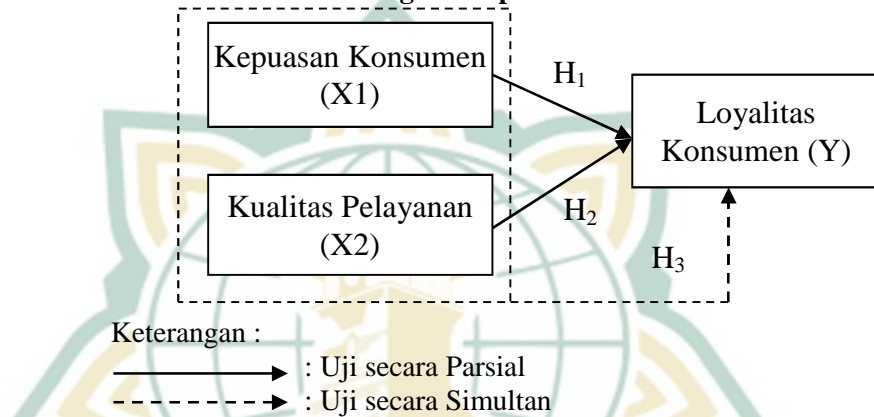 Kepuasan Konsumen
(X1)
H₁
Loyalitas
Konsumen (Y)
Kualitas Pelayanan
(X2)
H₂
H₃
Keterangan :
: Uji secara Parsial
: Uji secara Simultan